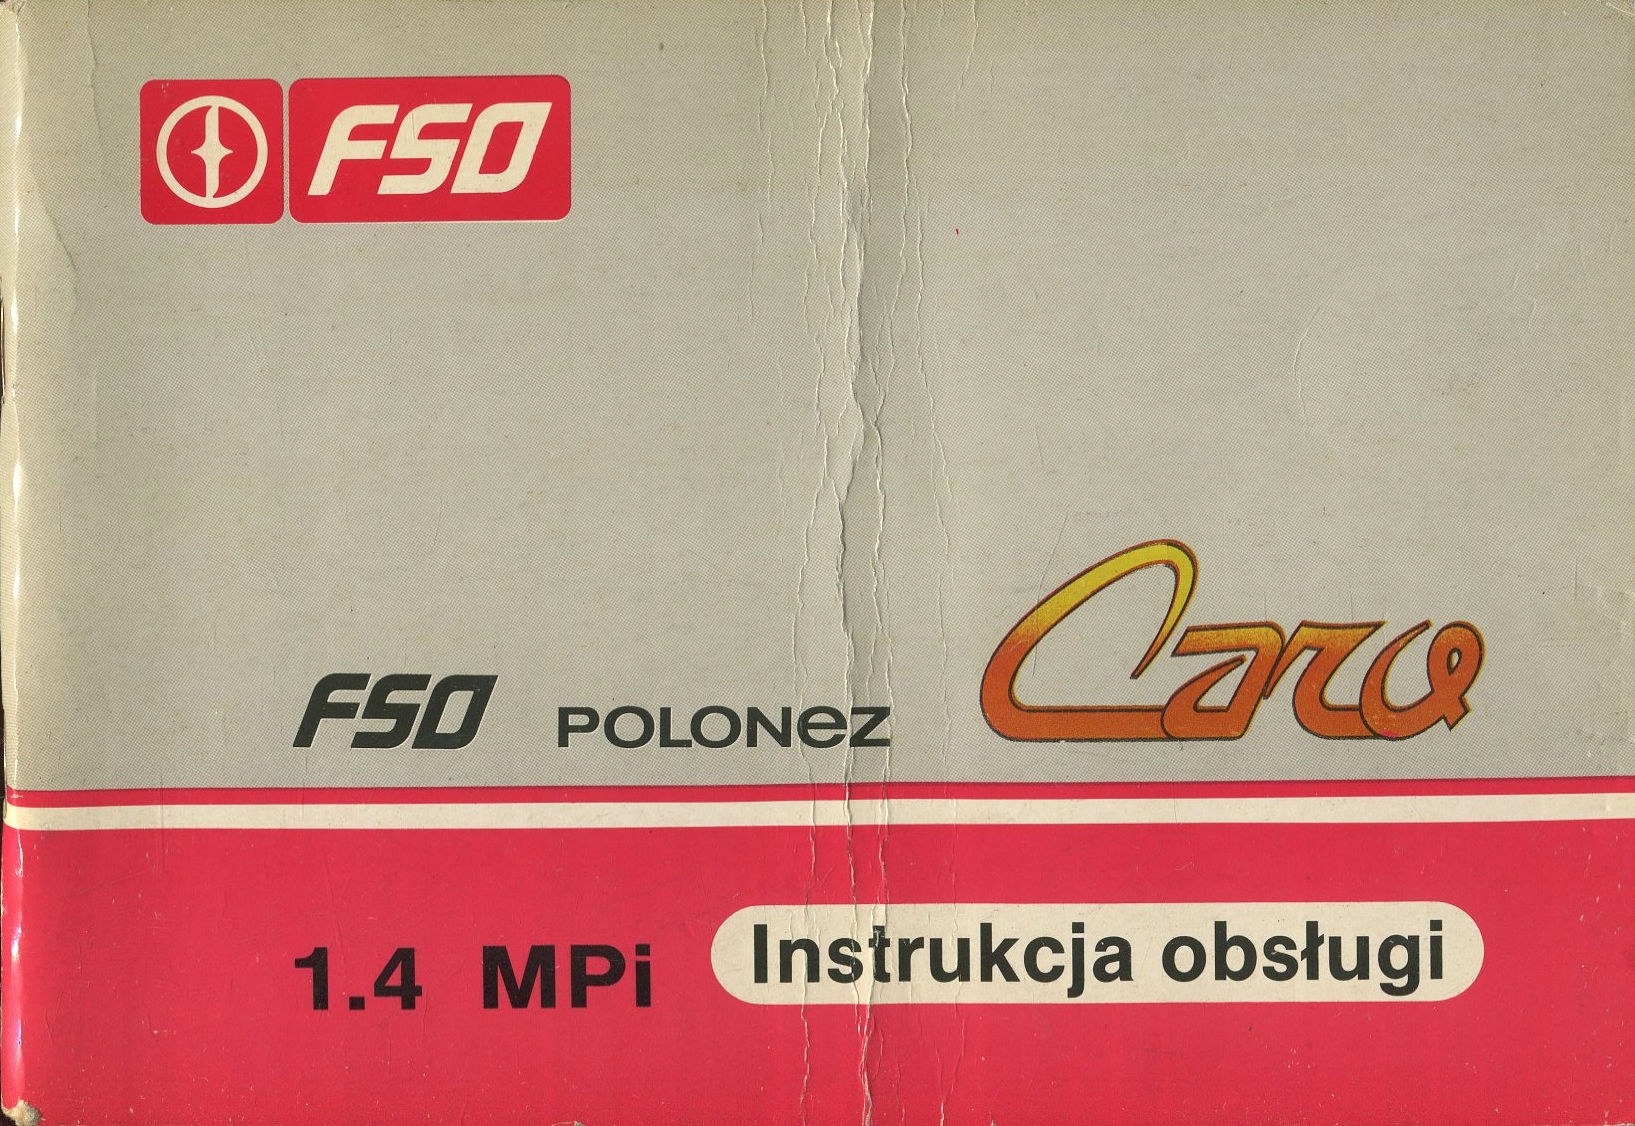 FSO
FSO POLONEZ Caro
1.4 MPi Instrukcja obsługi